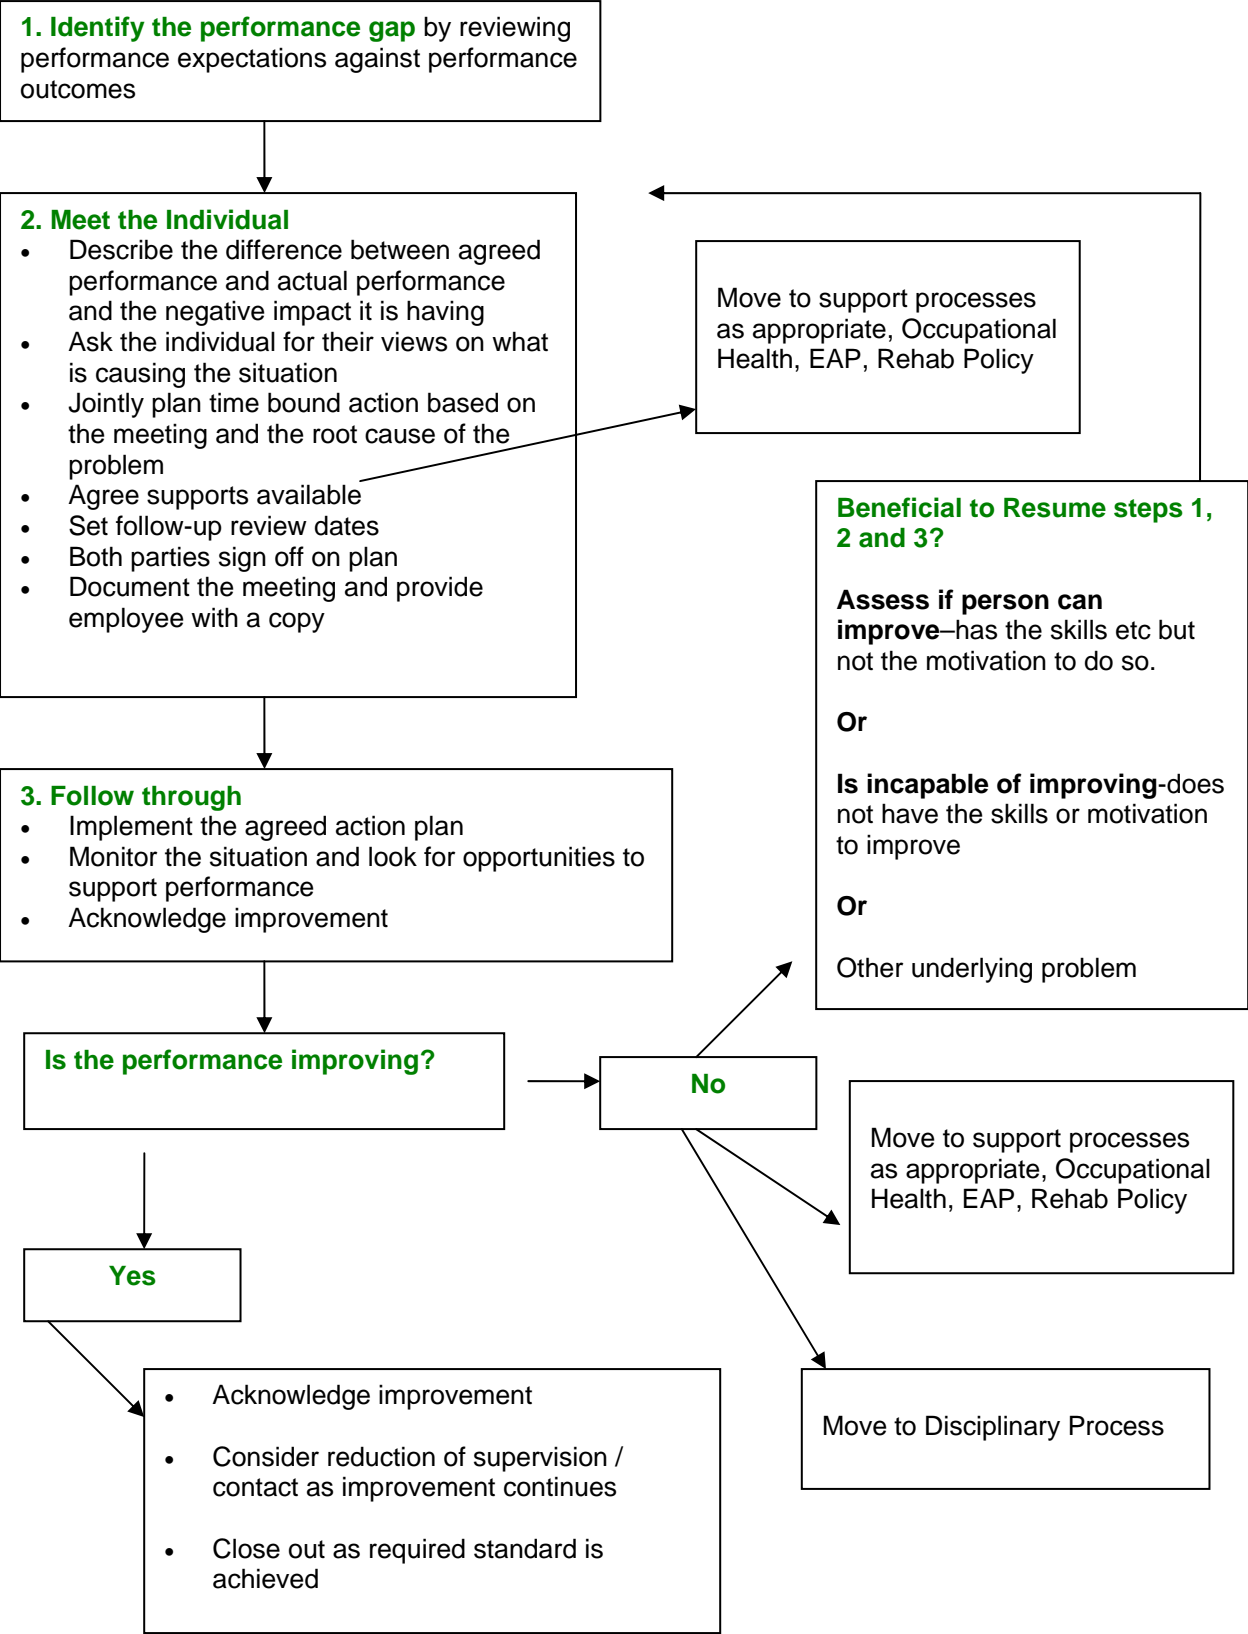 1. Identify the performance gap by reviewing
performance expectations against performance
outcomes
2. Meet the Individual
• Describe the difference between agreed
performance and actual performance
and the negative impact it is having
• Ask the individual for their views on what
is causing the situation
• Jointly plan time bound action based on
the meeting and the root cause of the
problem
• Agree supports available
• Set follow-up review dates
• Both parties sign off on plan
• Document the meeting and provide
employee with a copy
Move to support processes
as appropriate, Occupational
Health, EAP, Rehab Policy
Beneficial to Resume steps 1,
2 and 3?
Assess if person can
improve–has the skills etc but
not the motivation to do so.
Or
Is incapable of improving-does
not have the skills or motivation
to improve
Or
Other underlying problem
3. Follow through
• Implement the agreed action plan
• Monitor the situation and look for opportunities to
support performance
• Acknowledge improvement
Is the performance improving?
No
Move to support processes
as appropriate, Occupational
Health, EAP, Rehab Policy
Yes
• Acknowledge improvement
• Consider reduction of supervision /
contact as improvement continues
• Close out as required standard is
achieved
Move to Disciplinary Process